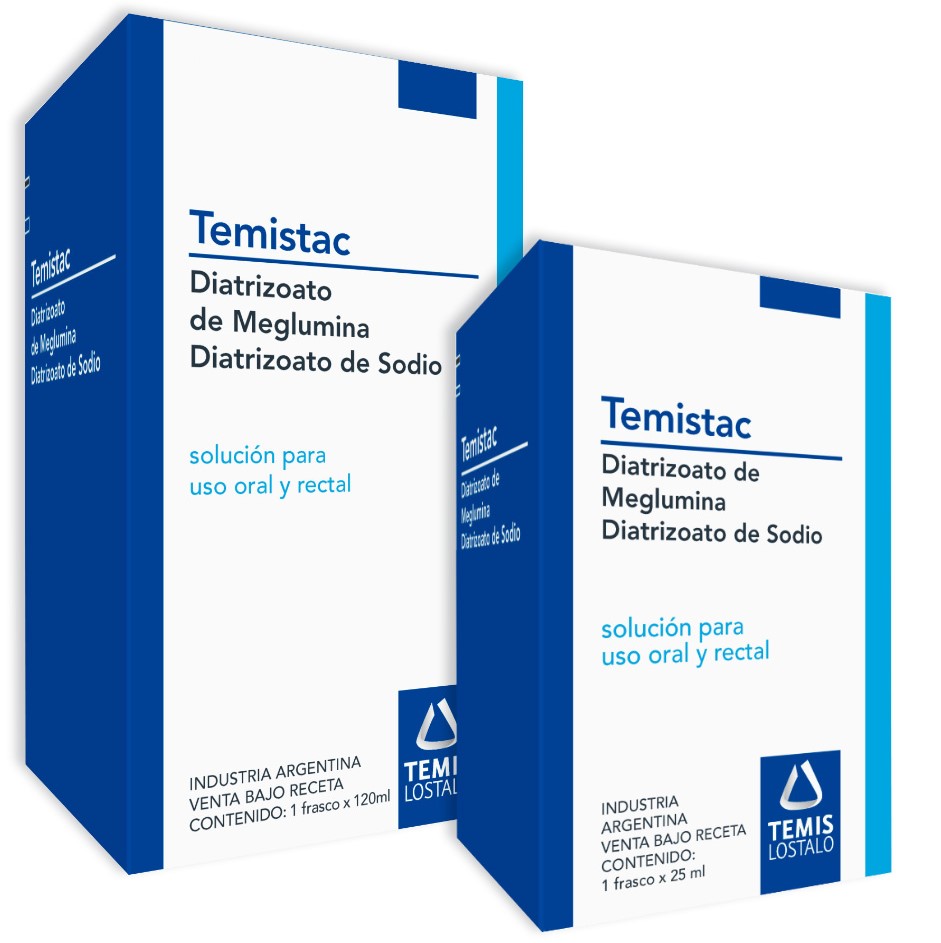 Temistac
Diatrizoato
de Meglumina
Diatrizoato de Sodio
Temistac
Diatrizoato
de Meglumina
Diatrizoato de Sodio
solución para
uso oral y rectal
INDUSTRIA ARGENTINA
VENTA BAJO RECETA
CONTENIDO: 1 frasco x 120ml
TEMI
LOSTAL
Temistac
Diatrizoato de
Meglumina
Diatrizoato de Sodio
Temistac
Diatrizoato de
Meglumina
Diatrizoato de Sodio
solución para
uso oral y rectal
INDUSTRIA
ARGENTINA
VENTA BAJO RECETA
CONTENIDO:
1 frasco x 25 ml
TEMIS
LOSTALÓ